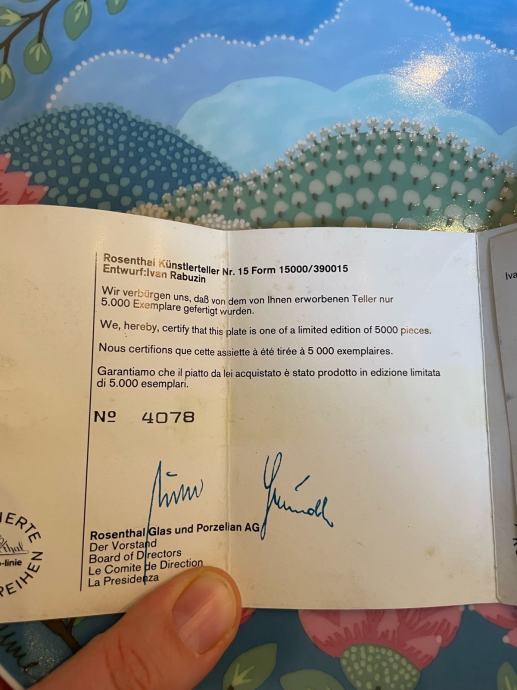 Rosenthal Künstlerteller Nr. 15 Form 15000/390015
Entwurf:Ivan Rabuzin
Wir verbürgen uns, daß von dem von Ihnen erworbenen Teller nur
5.000 Exemplare gefertigt wurden.
We, hereby, certify that this plate is one of a limited edition of 5000 pieces.
Nous certifions que cette assiette à été tirée à 5 000 exemplaires.
Garantiamo che il piatto da lei acquistato è stato prodotto in edizione limitata
di 5.000 esemplari.
Nº 4078
Rosenthal Glas und Porzellan AG
Der Vorstand
Board of Directors
Le Comite de Direction
La Presidenza
IERTE
-linie
REIHEN
Iva